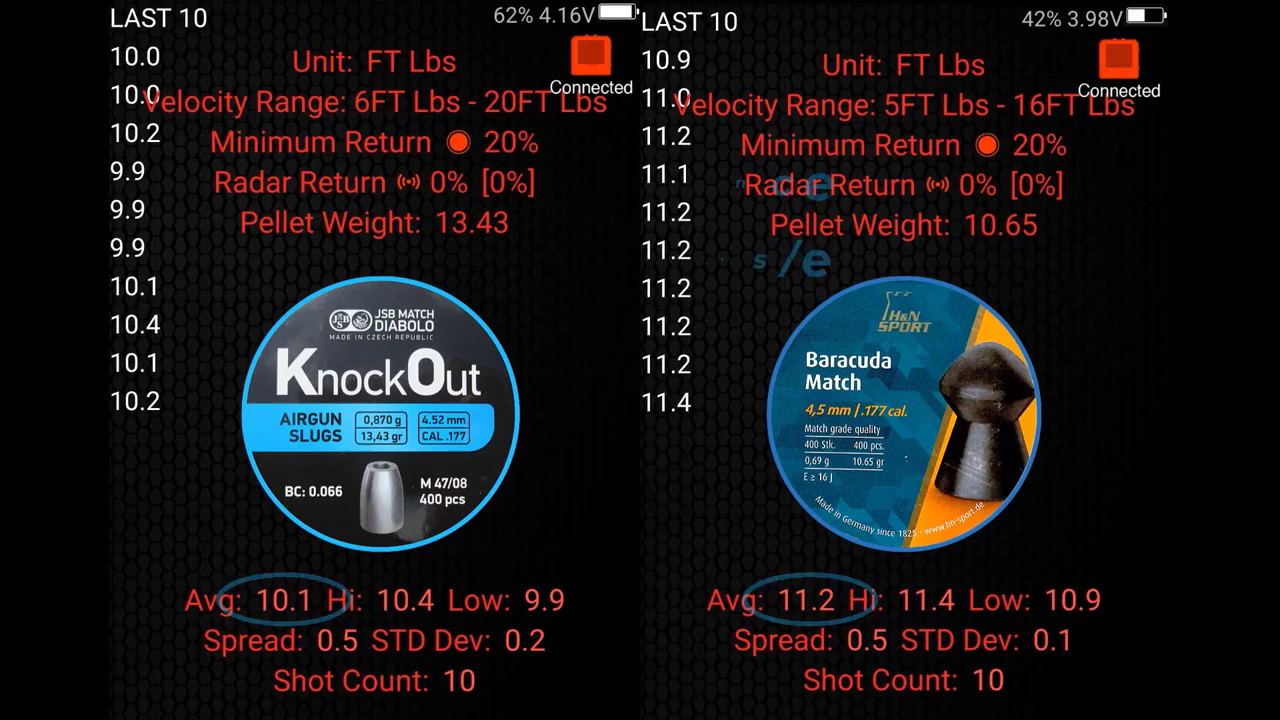 LAST 10
62% 4.16V
10.0
10.0
10.2
9.9
9.9
9.9
10.1
10.4
10.1
10.2
Unit: FT Lbs
Connected
Velocity Range: 6FT Lbs - 20FT Lbs
Minimum Return 20%
Radar Return 0% [0%]
Pellet Weight: 13.43
JSB
JSB MATCH
DIABOLO
MADE IN CZECH REPUBLIC
KnockOut
AIRGUN
SLUGS
0,870 g
13,43 gr
4.52 mm
CAL .177
BC: 0.066
M 47/08
400 pcs
Avg: 10.1 Hi: 10.4 Low: 9.9
Spread: 0.5 STD Dev: 0.2
Shot Count: 10
LAST 10
42% 3.98V
10.9
11.0
11.2
11.1
11.2
11.2
11.2
11.2
11.2
11.4
Unit: FT Lbs
Connected
Velocity Range: 5FT Lbs - 16FT Lbs
Minimum Return 20%
Radar Return 0% [0%]
Pellet Weight: 10.65
s/e
H&N
SPORT
Baracuda
Match
4,5 mm / .177 cal.
Match grade quality
400 Stk. 400 pcs.
0,69 g 10.65 gr
E ≥ 16 J
Made in Germany since 1825 • www.hn-sport.de
Avg: 11.2 Hi: 11.4 Low: 10.9
Spread: 0.5 STD Dev: 0.1
Shot Count: 10